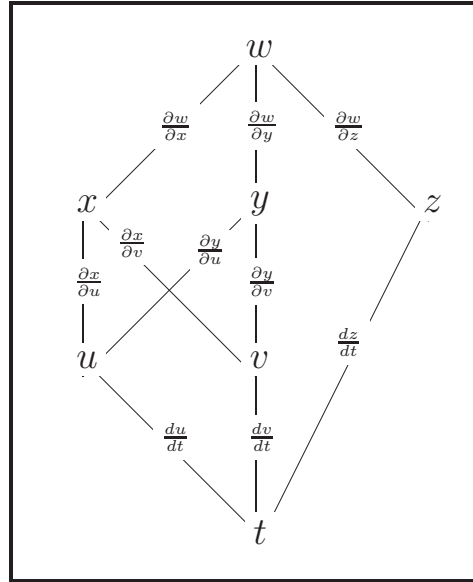 w
∂w/∂x ∂w/∂y ∂w/∂z
x y z
∂x/∂v ∂y/∂u
∂x/∂u ∂y/∂v
dz/dt
u v
du/dt dv/dt
t